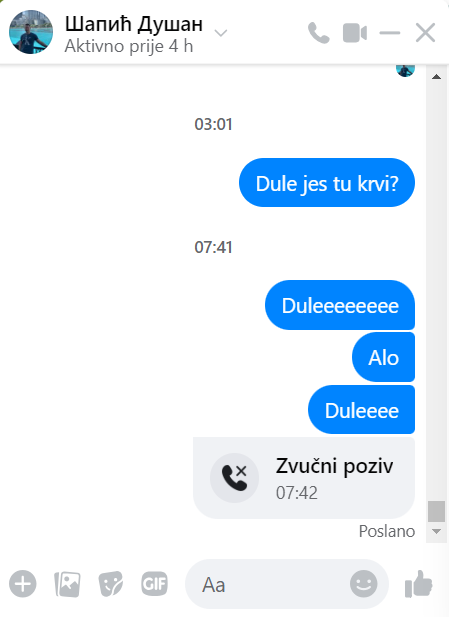 Шапић Душан
Aktivno prije 4 h
03:01
Dule jes tu krvi?
07:41
Duleeeeeeee
Alo
Duleeee
Zvučni poziv
07:42
Poslano
GIF
Aa